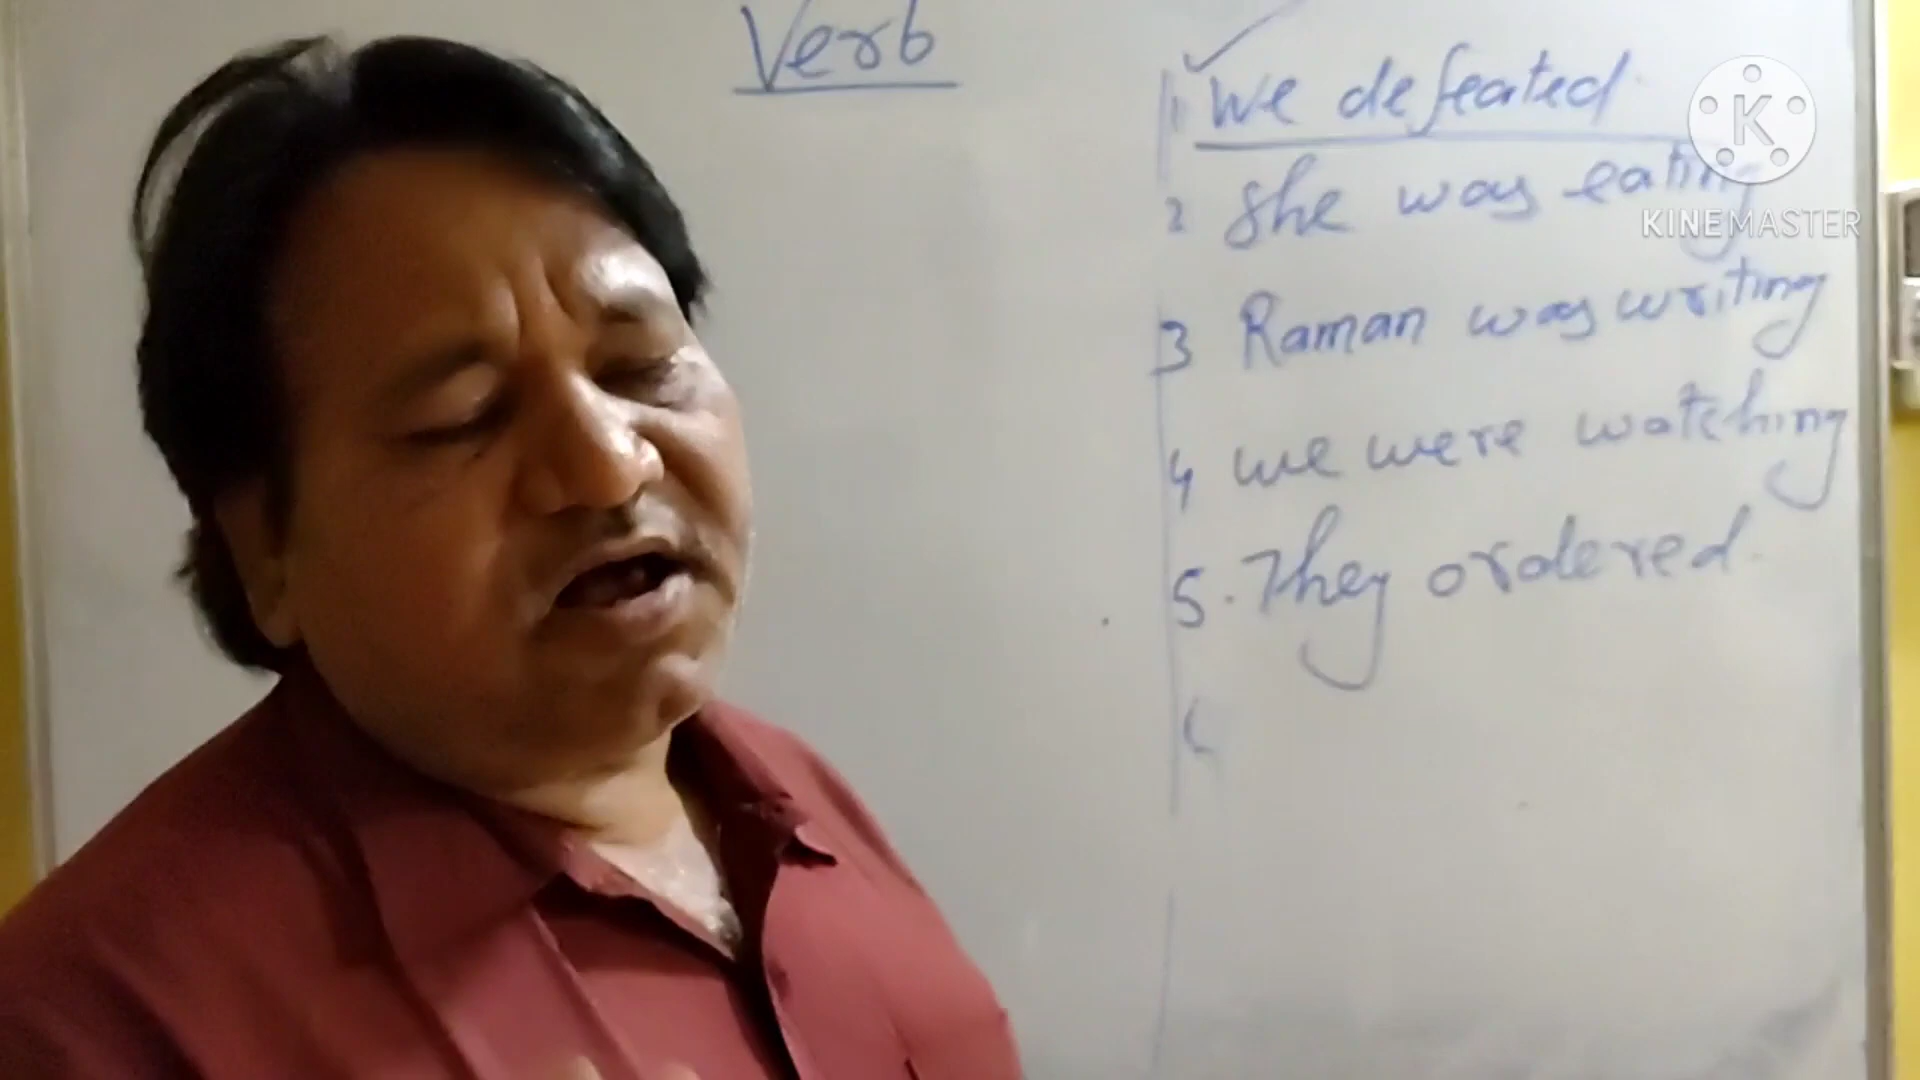 Verb
1 We defeated.
2 She was eating
3 Raman was writing
4 we were watching
5. They ordered.
K
KINEMASTER